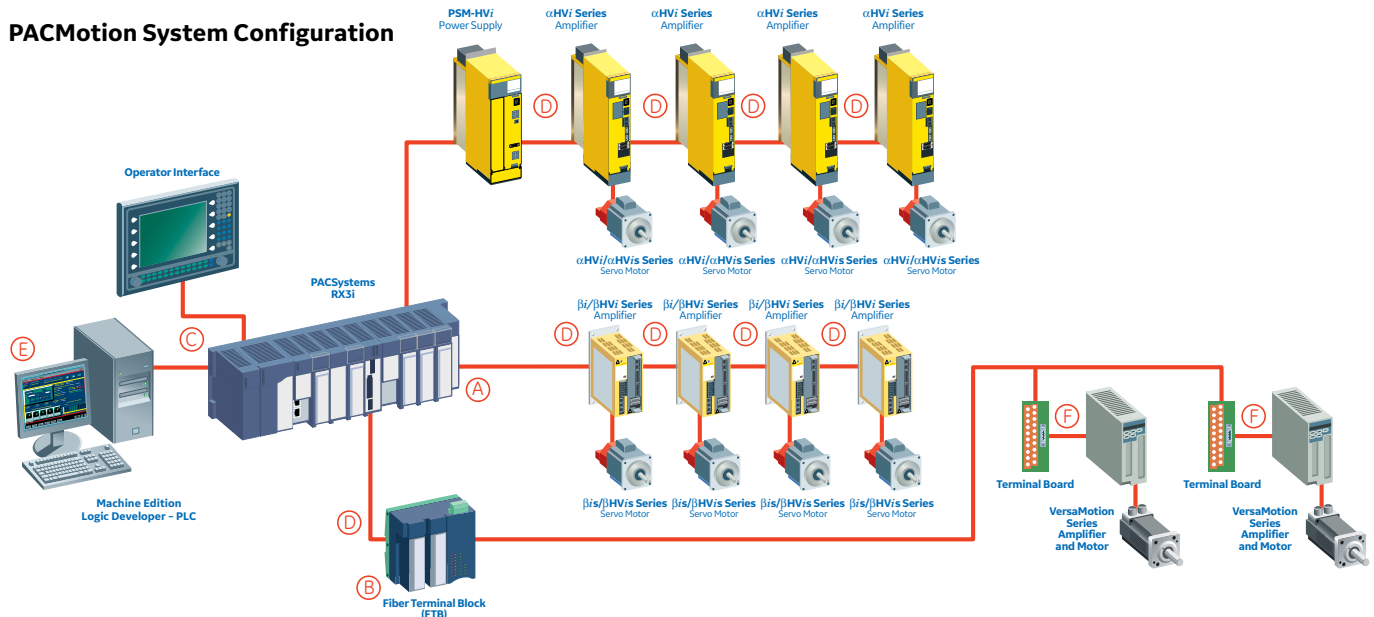 PACMotion System Configuration
PSM-HVi
Power Supply
αHVi Series
Amplifier
αHVi Series
Amplifier
αHVi Series
Amplifier
αHVi Series
Amplifier
D
D
D
D
Operator Interface
αHVi/αHVis Series
Servo Motor
αHVi/αHVis Series
Servo Motor
αHVi/αHVis Series
Servo Motor
αHVi/αHVis Series
Servo Motor
PACSystems
RX3i
βi/βHVi Series
Amplifier
βi/βHVi Series
Amplifier
βi/βHVi Series
Amplifier
βi/βHVi Series
Amplifier
D
D
D
D
E
C
A
F
F
Terminal Board
Terminal Board
Machine Edition
Logic Developer – PLC
βis/βHVis Series
Servo Motor
βis/βHVis Series
Servo Motor
βis/βHVis Series
Servo Motor
βis/βHVis Series
Servo Motor
VersaMotion
Series
Amplifier
and Motor
VersaMotion
Series
Amplifier
and Motor
D
B
Fiber Terminal Block
(FTB)